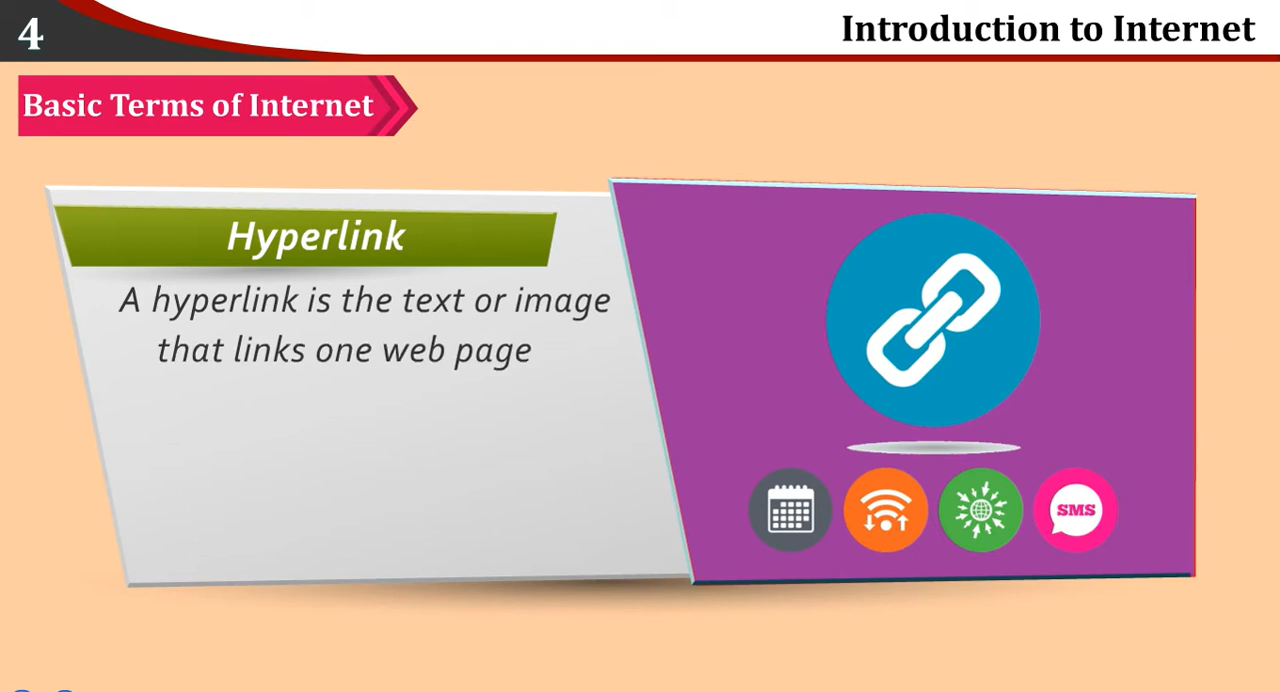 4
Introduction to Internet
Basic Terms of Internet
Hyperlink
A hyperlink is the text or image
that links one web page
SMS